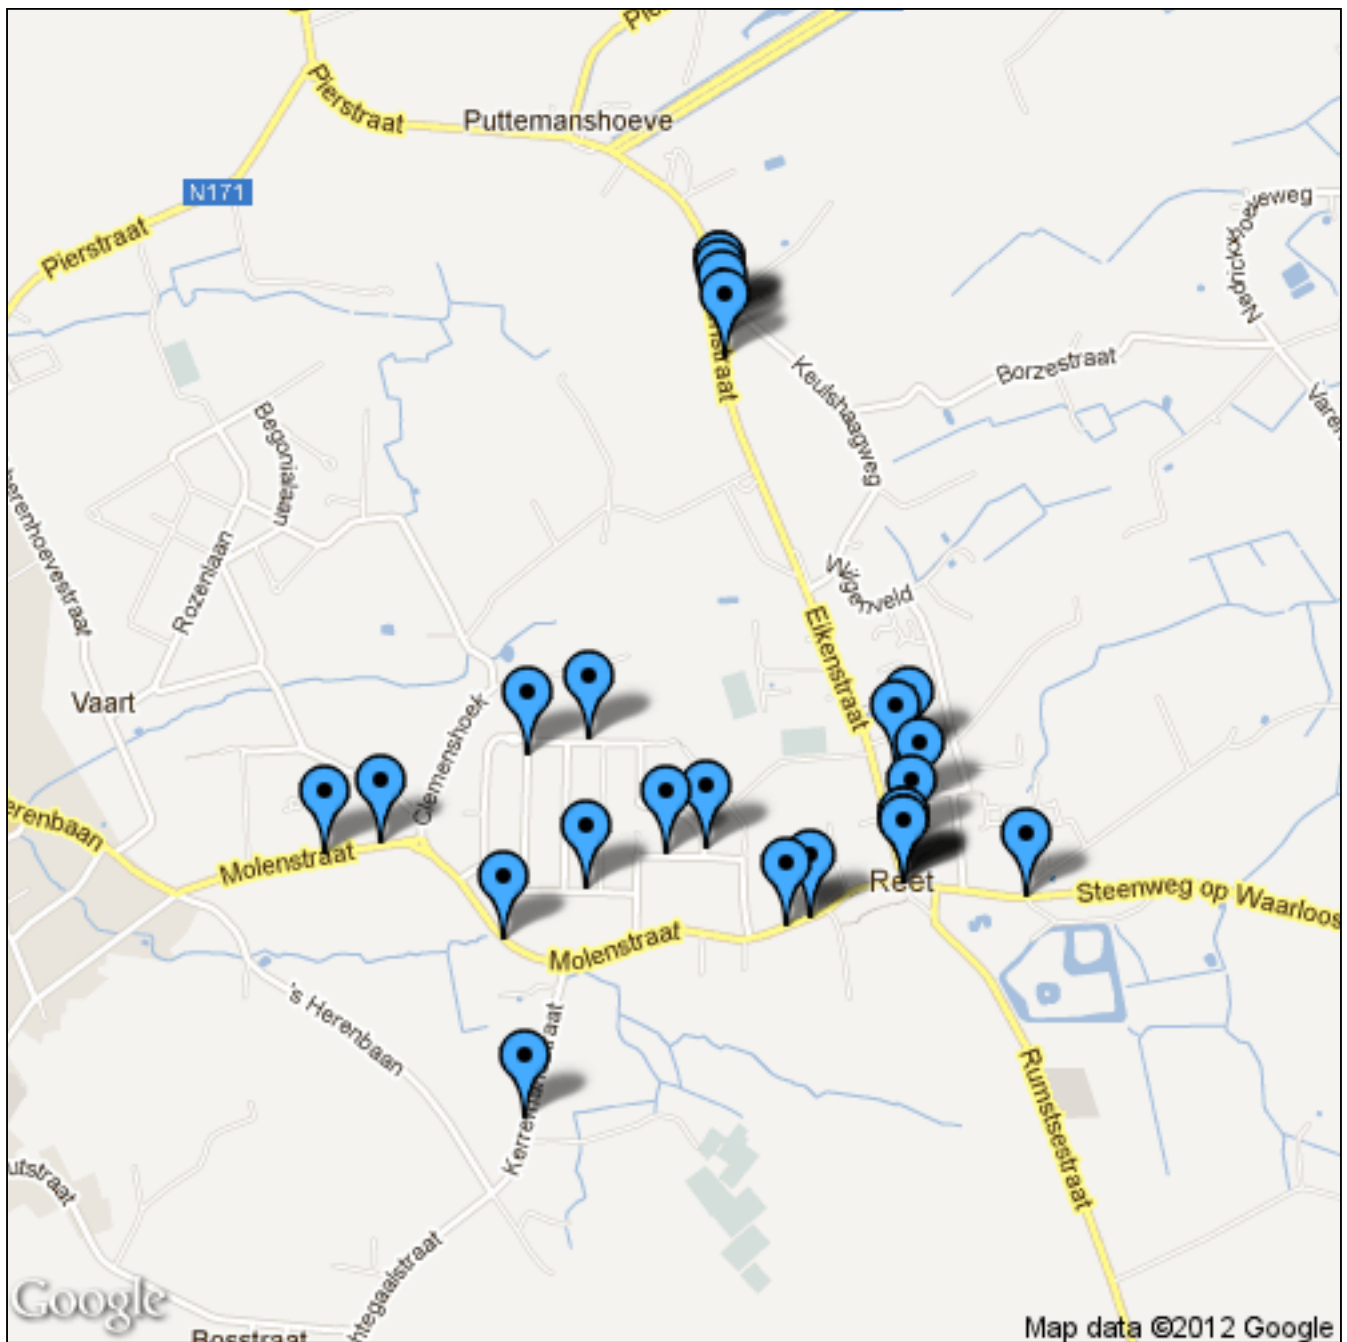 Pierstraat
Puttemanshoeve
N171
Pierstraat
Keulshaagweg
Borzestraat
Begonialaan
Rozenlaan
Wijgenveld
Eikenstraat
Vaart
Clemenshoek
Molenstraat
Reet
Steenweg op Waarloos
Molenstraat
's Herenbaan
Rumstsestraat
Google
Bosstraat
Map data ©2012 Google